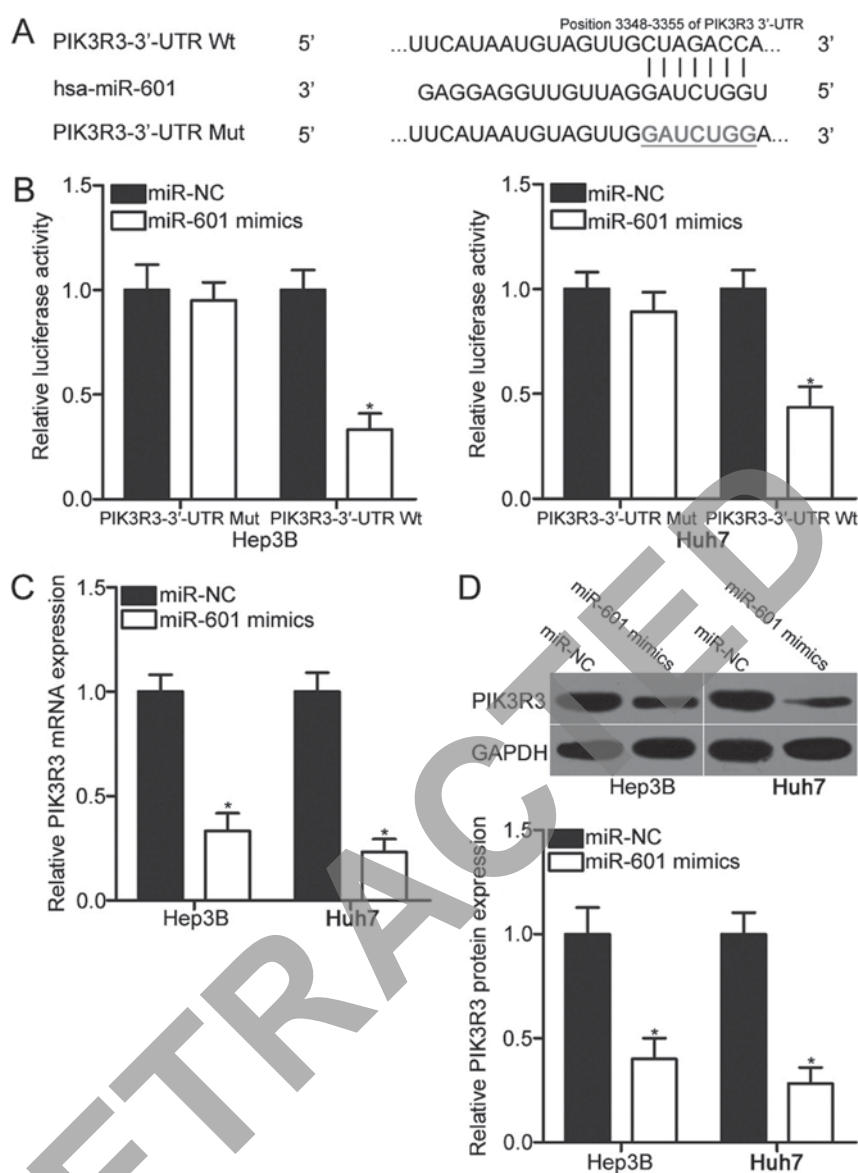 A
Position 3348-3355 of PIK3R3 3'-UTR
PIK3R3-3'-UTR Wt 5' ...UUCAUAAUGUAGUUGCUAGACCA... 3'
hsa-miR-601 3' GAGGAGGUUGUUAGGAUCUGGU 5'
PIK3R3-3'-UTR Mut 5' ...UUCAUAAUGUAGUUGGAUCUGGA... 3'
B
Relative luciferase activity
1.5
1.0
0.5
0.0
miR-NC
miR-601 mimics
*
PIK3R3-3'-UTR Mut PIK3R3-3'-UTR Wt
Hep3B
Relative luciferase activity
1.5
1.0
0.5
0.0
miR-NC
miR-601 mimics
*
PIK3R3-3'-UTR Mut PIK3R3-3'-UTR Wt
Huh7
C
Relative PIK3R3 mRNA expression
1.5
1.0
0.5
0.0
miR-NC
miR-601 mimics
*
*
Hep3B Huh7
D
miR-NC miR-601 mimics miR-NC miR-601 mimics
PIK3R3
GAPDH
Hep3B Huh7
Relative PIK3R3 protein expression
1.5
1.0
0.5
0.0
miR-NC
miR-601 mimics
*
*
Hep3B Huh7
ETRACTED